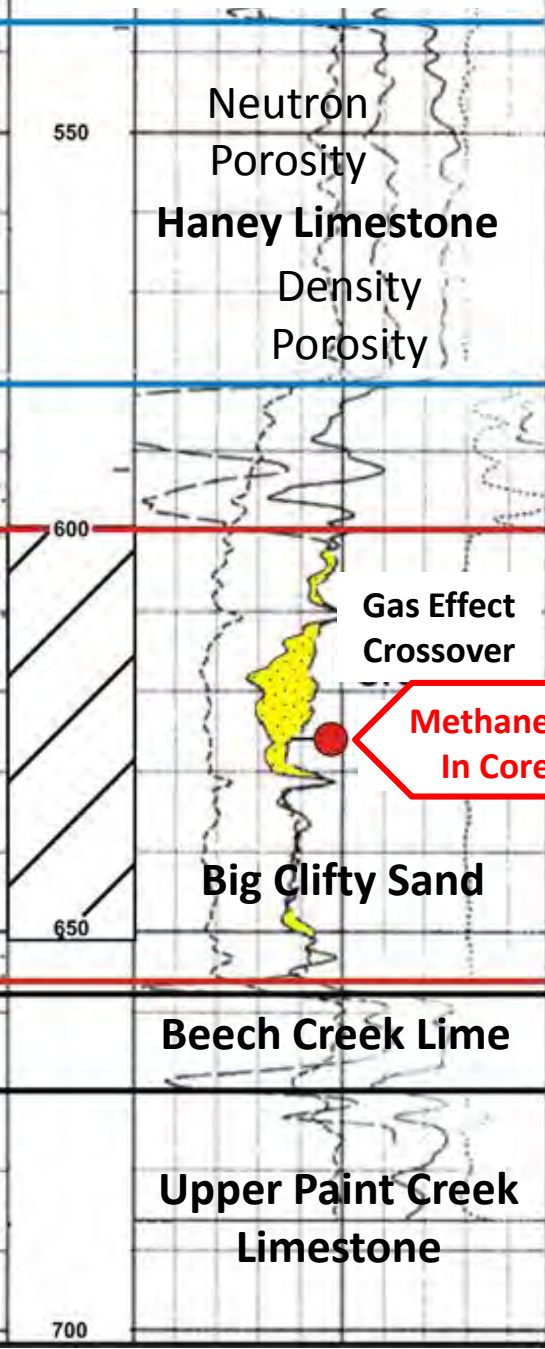 550
Neutron
Porosity
Haney Limestone
Density
Porosity
600
Gas Effect
Crossover
Methane
In Core
Big Clifty Sand
650
Beech Creek Lime
Upper Paint Creek
Limestone
700